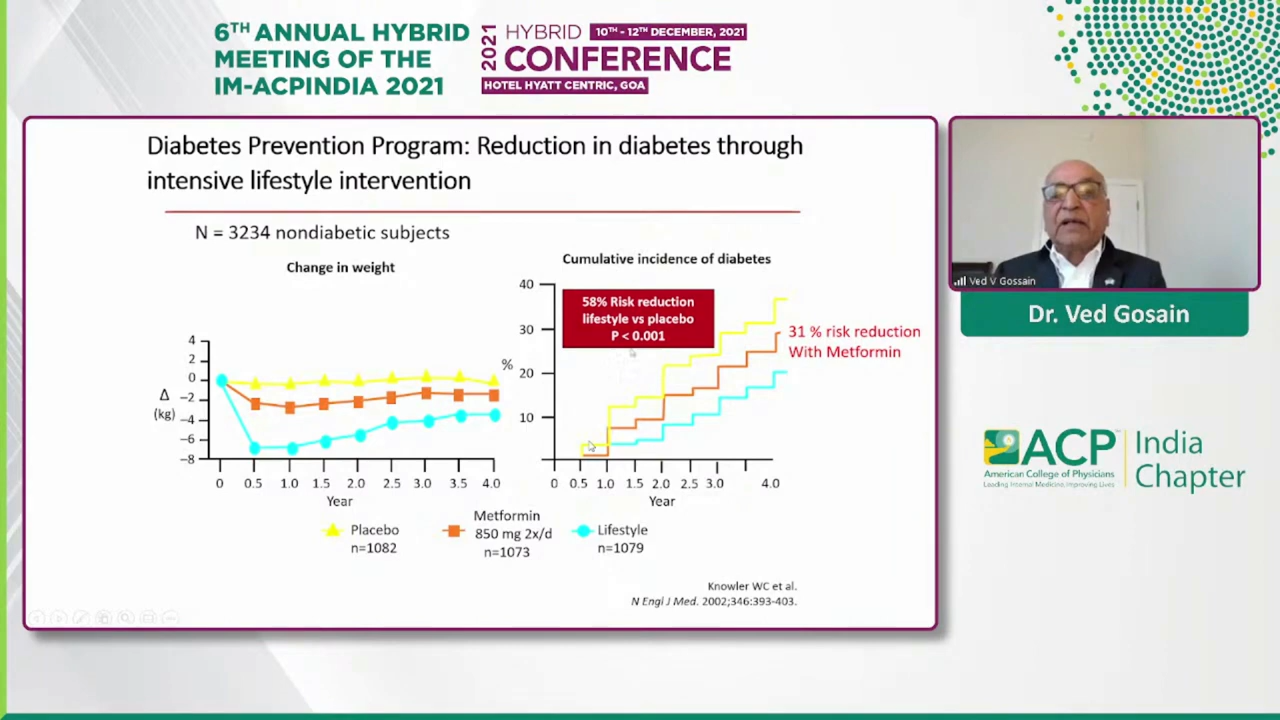 6TH ANNUAL HYBRID
MEETING OF THE
IM-ACPINDIA 2021
2021
HYBRID
10TH - 12TH DECEMBER, 2021
CONFERENCE
HOTEL HYATT CENTRIC, GOA
Diabetes Prevention Program: Reduction in diabetes through
intensive lifestyle intervention
N = 3234 nondiabetic subjects
Change in weight
4
2
0
−2
−4
−6
−8
Δ
(kg)
0 0.5 1.0 1.5 2.0 2.5 3.0 3.5 4.0
Year
Cumulative incidence of diabetes
40
30
20
10
%
58% Risk reduction
lifestyle vs placebo
P < 0.001
31 % risk reduction
With Metformin
0 0.5 1.0 1.5 2.0 2.5 3.0 4.0
Year
Placebo
n=1082
Metformin
850 mg 2x/d
n=1073
Lifestyle
n=1079
Knowler WC et al.
N Engl J Med. 2002;346:393-403.
Ved V Gossain
Dr. Ved Gosain
ACP
American College of Physicians
Leading Internal Medicine, Improving Lives
India
Chapter